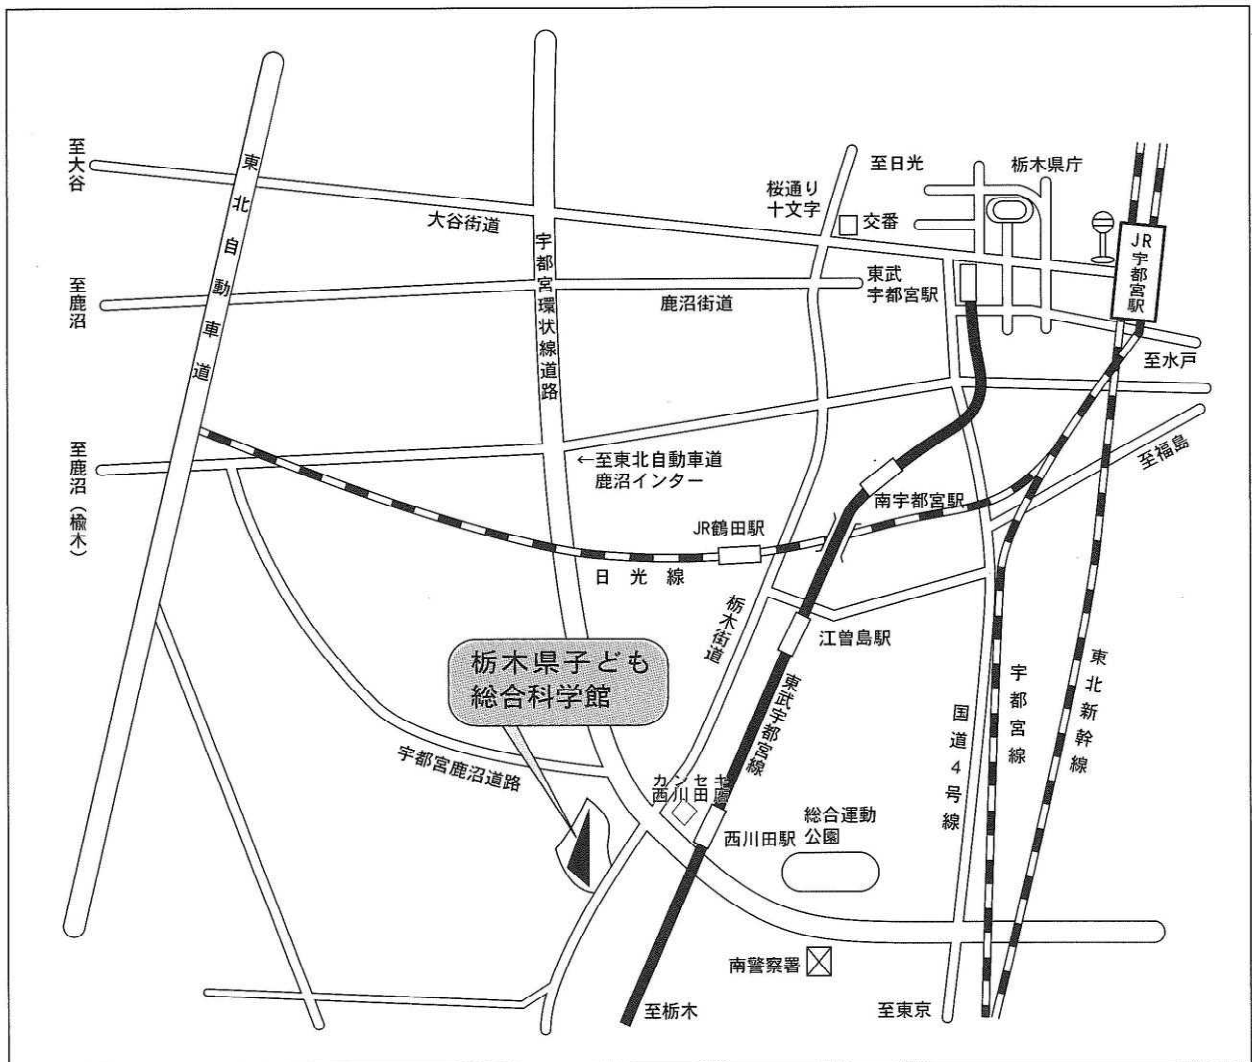 至大谷
東北自動車道
大谷街道
宇都宮環状線道路
桜通り
十文字
交番
至日光
栃木県庁
JR
宇都宮駅
至鹿沼
鹿沼街道
東武
宇都宮駅
至水戸
至鹿沼（楡木）
←至東北自動車道
鹿沼インター
南宇都宮駅
至福島
JR鶴田駅
日光線
栃木街道
江曽島駅
栃木県子ども
総合科学館
東武宇都宮線
国道4号線
宇都宮線
東北新幹線
宇都宮鹿沼道路
カンセキ
西川田店
西川田駅
総合運動
公園
南警察署
至栃木
至東京